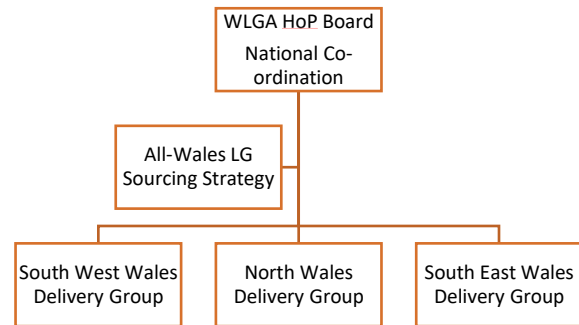 WLGA HoP Board
National Co-
ordination
All-Wales LG
Sourcing Strategy
South West Wales
Delivery Group
North Wales
Delivery Group
South East Wales
Delivery Group